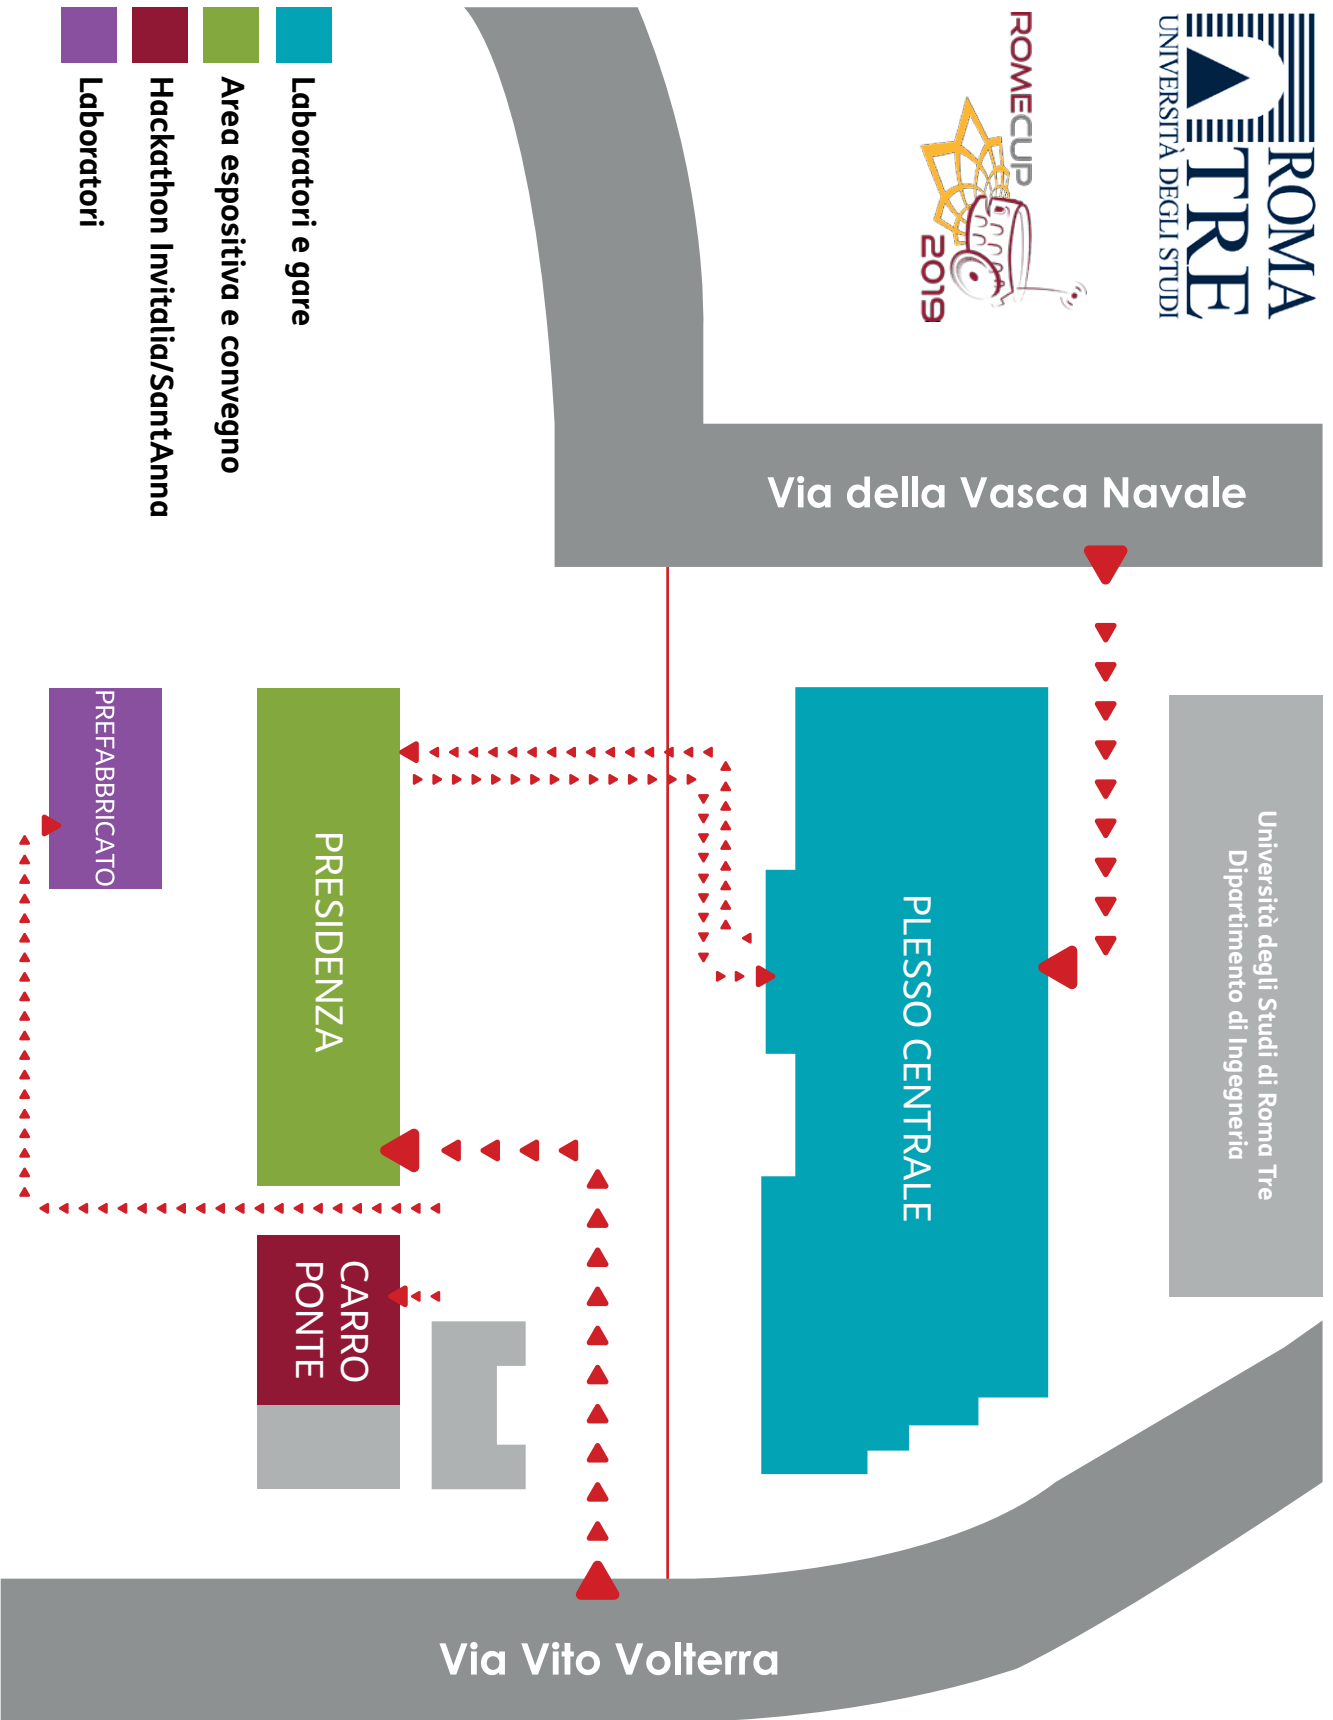 ROMA
TRE
UNIVERSITÀ DEGLI STUDI
ROMECUP
2019
Laboratori e gare
Area espositiva e convegno
Hackathon Invitalia/SantAnna
Laboratori
Via della Vasca Navale
Università degli Studi di Roma Tre
Dipartimento di Ingegneria
PLESSO CENTRALE
PRESIDENZA
PREFABBRICATO
CARRO
PONTE
Via Vito Volterra